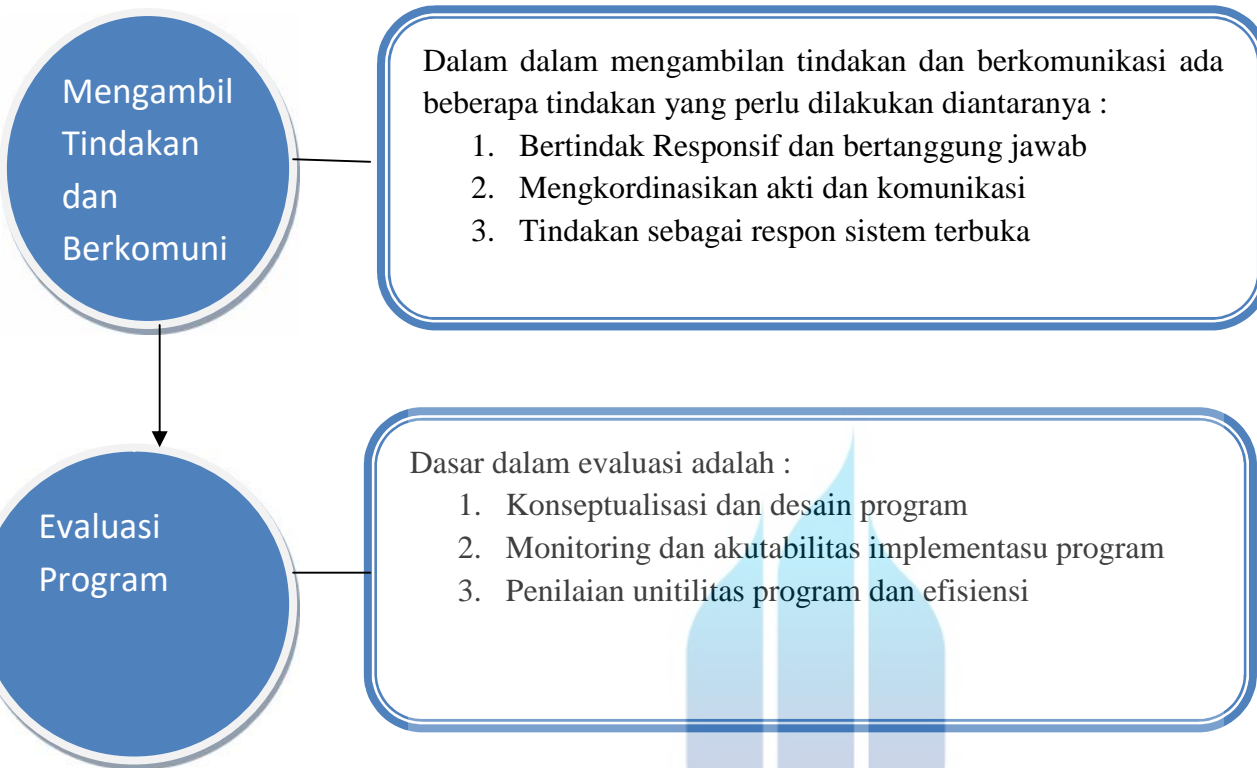 Mengambil
Tindakan
dan
Berkomuni
Dalam dalam mengambilan tindakan dan berkomunikasi ada
beberapa tindakan yang perlu dilakukan diantaranya :
1. Bertindak Responsif dan bertanggung jawab
2. Mengkordinasikan akti dan komunikasi
3. Tindakan sebagai respon sistem terbuka
Evaluasi
Program
Dasar dalam evaluasi adalah :
1. Konseptualisasi dan desain program
2. Monitoring dan akutabilitas implementasu program
3. Penilaian unitilitas program dan efisiensi